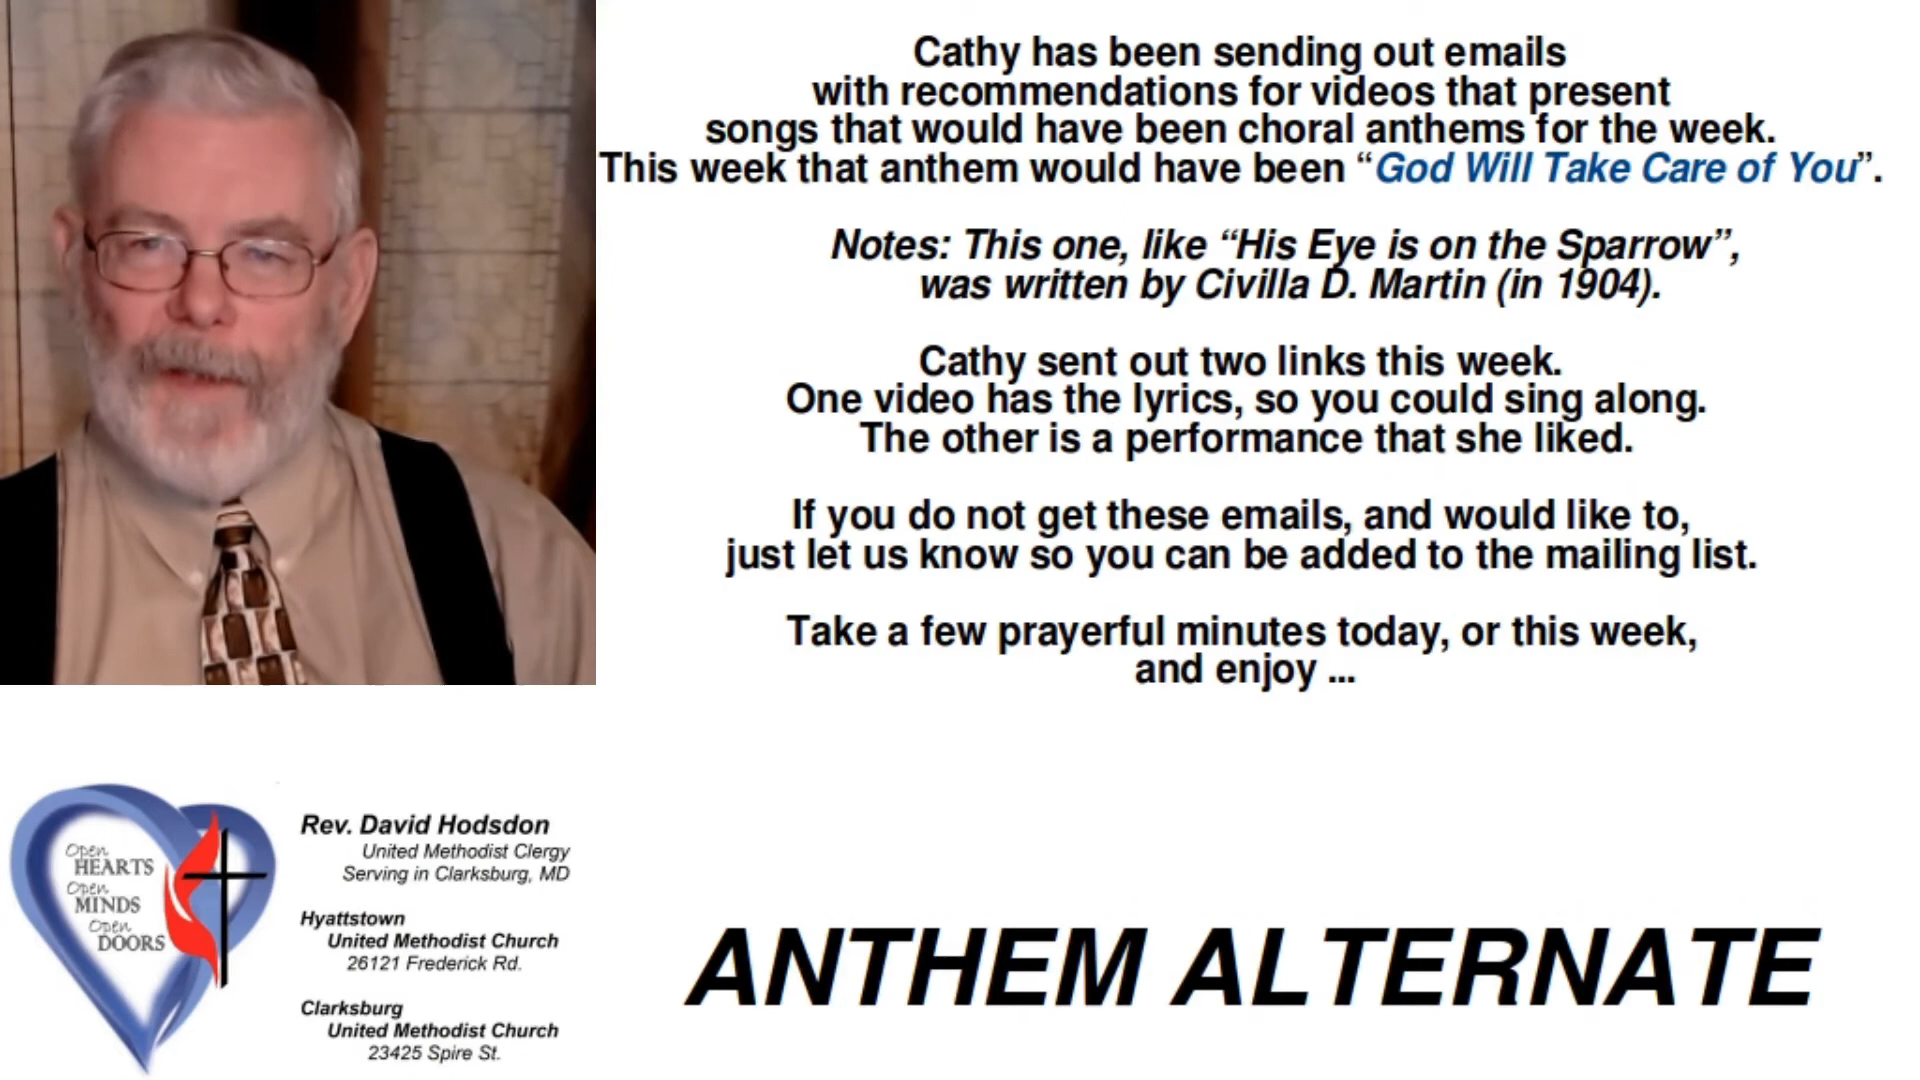 Cathy has been sending out emails
with recommendations for videos that present
songs that would have been choral anthems for the week.
This week that anthem would have been “God Will Take Care of You”.
Notes: This one, like “His Eye is on the Sparrow”,
was written by Civilla D. Martin (in 1904).
Cathy sent out two links this week.
One video has the lyrics, so you could sing along.
The other is a performance that she liked.
If you do not get these emails, and would like to,
just let us know so you can be added to the mailing list.
Take a few prayerful minutes today, or this week,
and enjoy ...
Open
HEARTS
Open
MINDS
Open
DOORS
Rev. David Hodsdon
United Methodist Clergy
Serving in Clarksburg, MD
Hyattstown
United Methodist Church
26121 Frederick Rd.
Clarksburg
United Methodist Church
23425 Spire St.
ANTHEM ALTERNATE